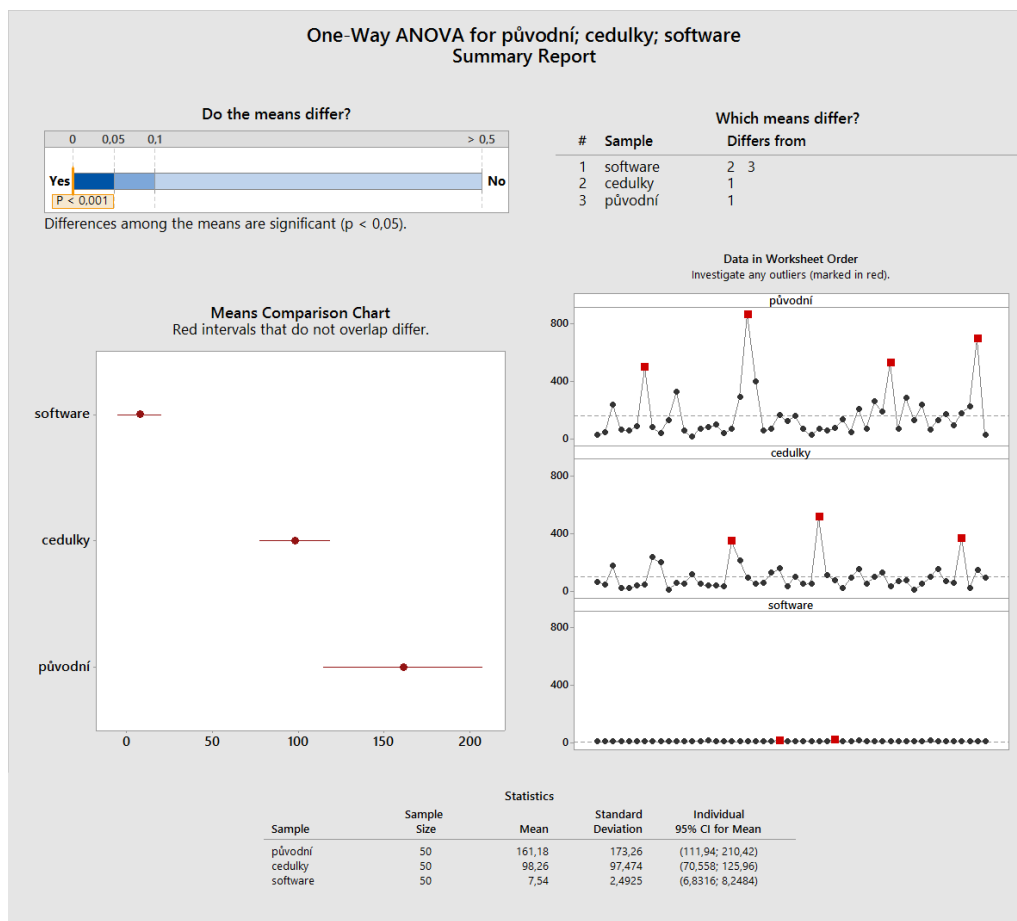 One-Way ANOVA for původní; cedulky; software
Summary Report
Do the means differ?
0 0,05 0,1 > 0,5
Yes No
P < 0,001
Differences among the means are significant (p < 0,05).
Which means differ?
# Sample Differs from
1 software 2 3
2 cedulky 1
3 původní 1
Means Comparison Chart
Red intervals that do not overlap differ.
software
cedulky
původní
0 50 100 150 200
Data in Worksheet Order
Investigate any outliers (marked in red).
původní
800
400
0
cedulky
800
400
0
software
800
400
0
Statistics
Sample Standard Individual
Sample Size Mean Deviation 95% CI for Mean
původní 50 161,18 173,26 (111,94; 210,42)
cedulky 50 98,26 97,474 (70,558; 125,96)
software 50 7,54 2,4925 (6,8316; 8,2484)